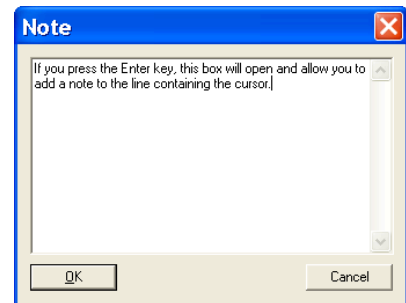 Note
If you press the Enter key, this box will open and allow you to
add a note to the line containing the cursor.
OK
Cancel